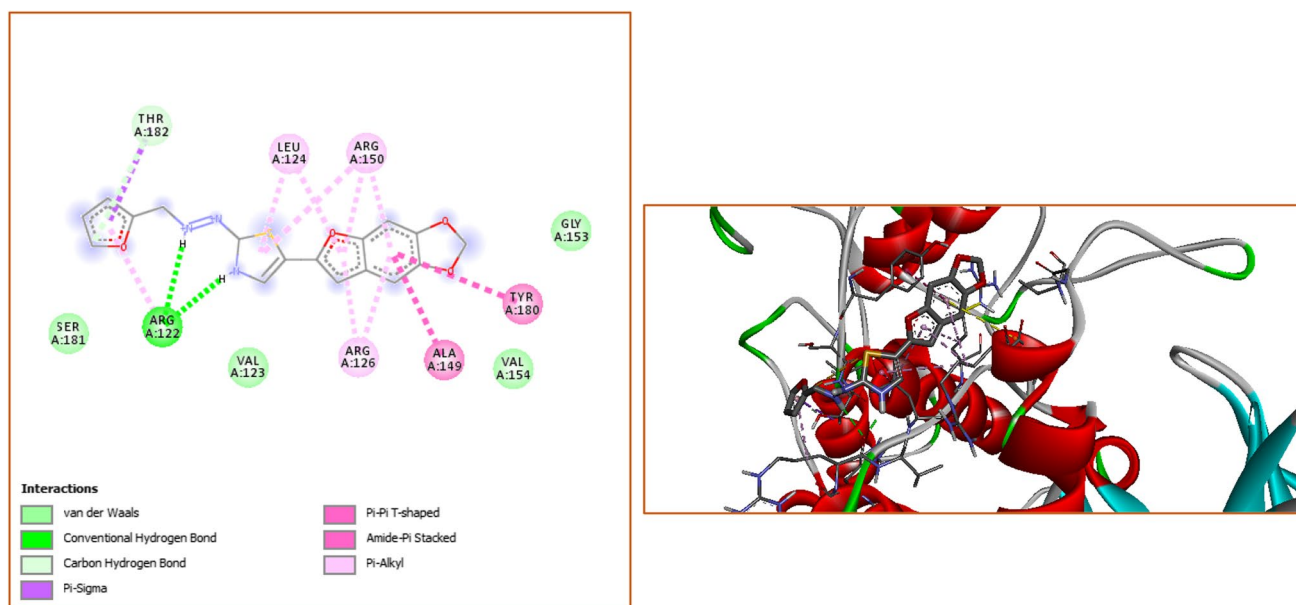 THR
A:182
LEU
A:124
ARG
A:150
GLY
A:153
O
O
N
N
S
O
O
H
N
H
O
TYR
A:180
SER
A:181
ARG
A:122
VAL
A:123
ARG
A:126
ALA
A:149
VAL
A:154
Interactions
van der Waals
Conventional Hydrogen Bond
Carbon Hydrogen Bond
Pi-Sigma
Pi-Pi T-shaped
Amide-Pi Stacked
Pi-Alkyl